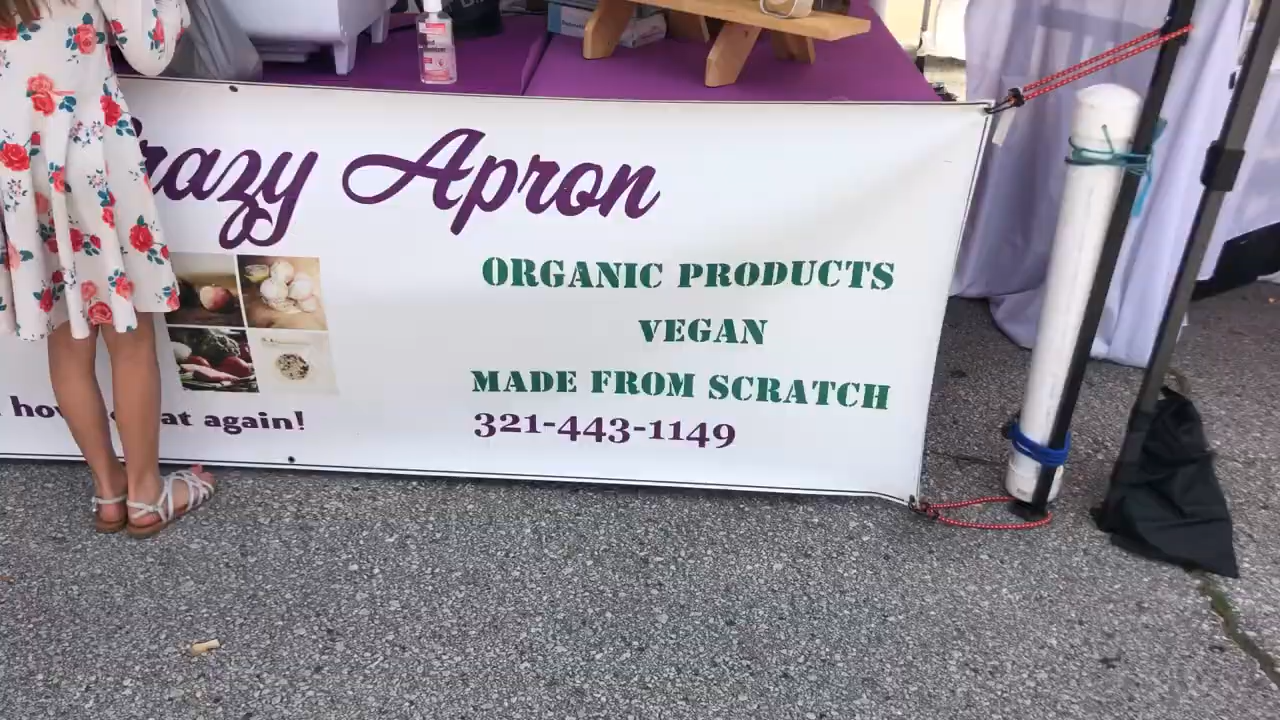 razy Apron
ORGANIC PRODUCTS
VEGAN
MADE FROM SCRATCH
at again!
321-443-1149